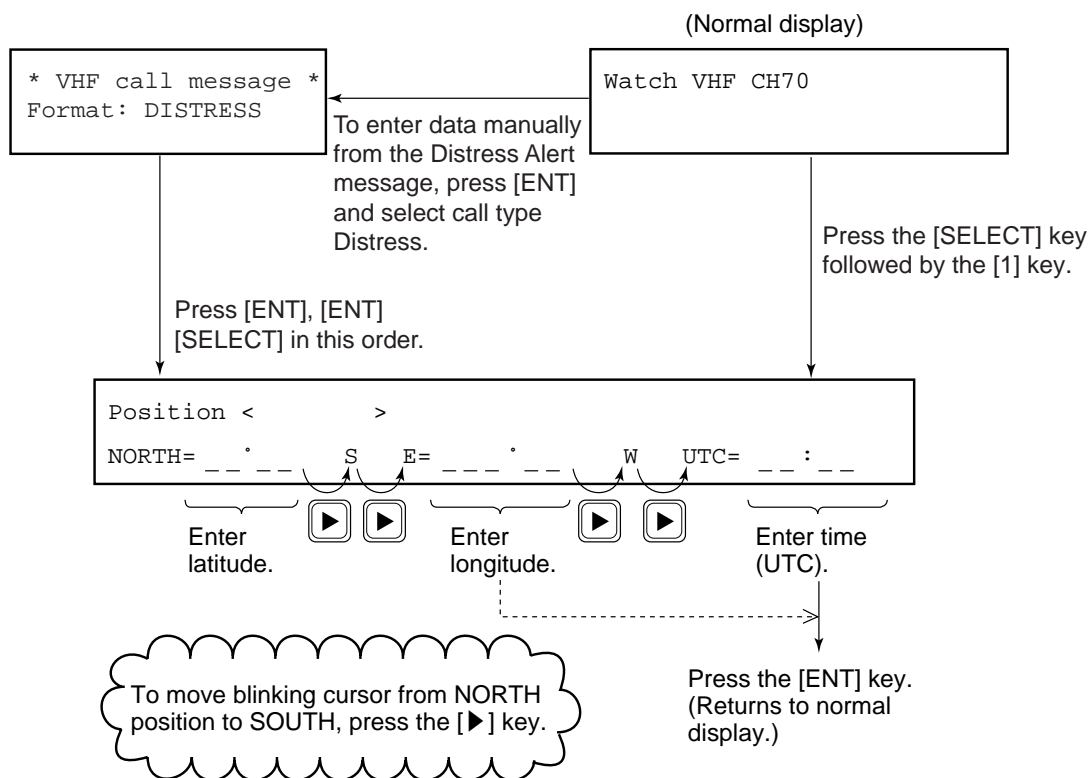 (Normal display)
* VHF call message *
Format: DISTRESS
Watch VHF CH70
To enter data manually
from the Distress Alert
message, press [ENT]
and select call type
Distress.
Press the [SELECT] key
followed by the [1] key.
Press [ENT], [ENT]
[SELECT] in this order.
Position <        >
NORTH= _ _ ° _ _ S E= _ _ _ ° _ _ W UTC= _ _ : _ _
Enter
latitude.
Enter
longitude.
Enter time
(UTC).
To move blinking cursor from NORTH
position to SOUTH, press the [▶] key.
Press the [ENT] key.
(Returns to normal
display.)